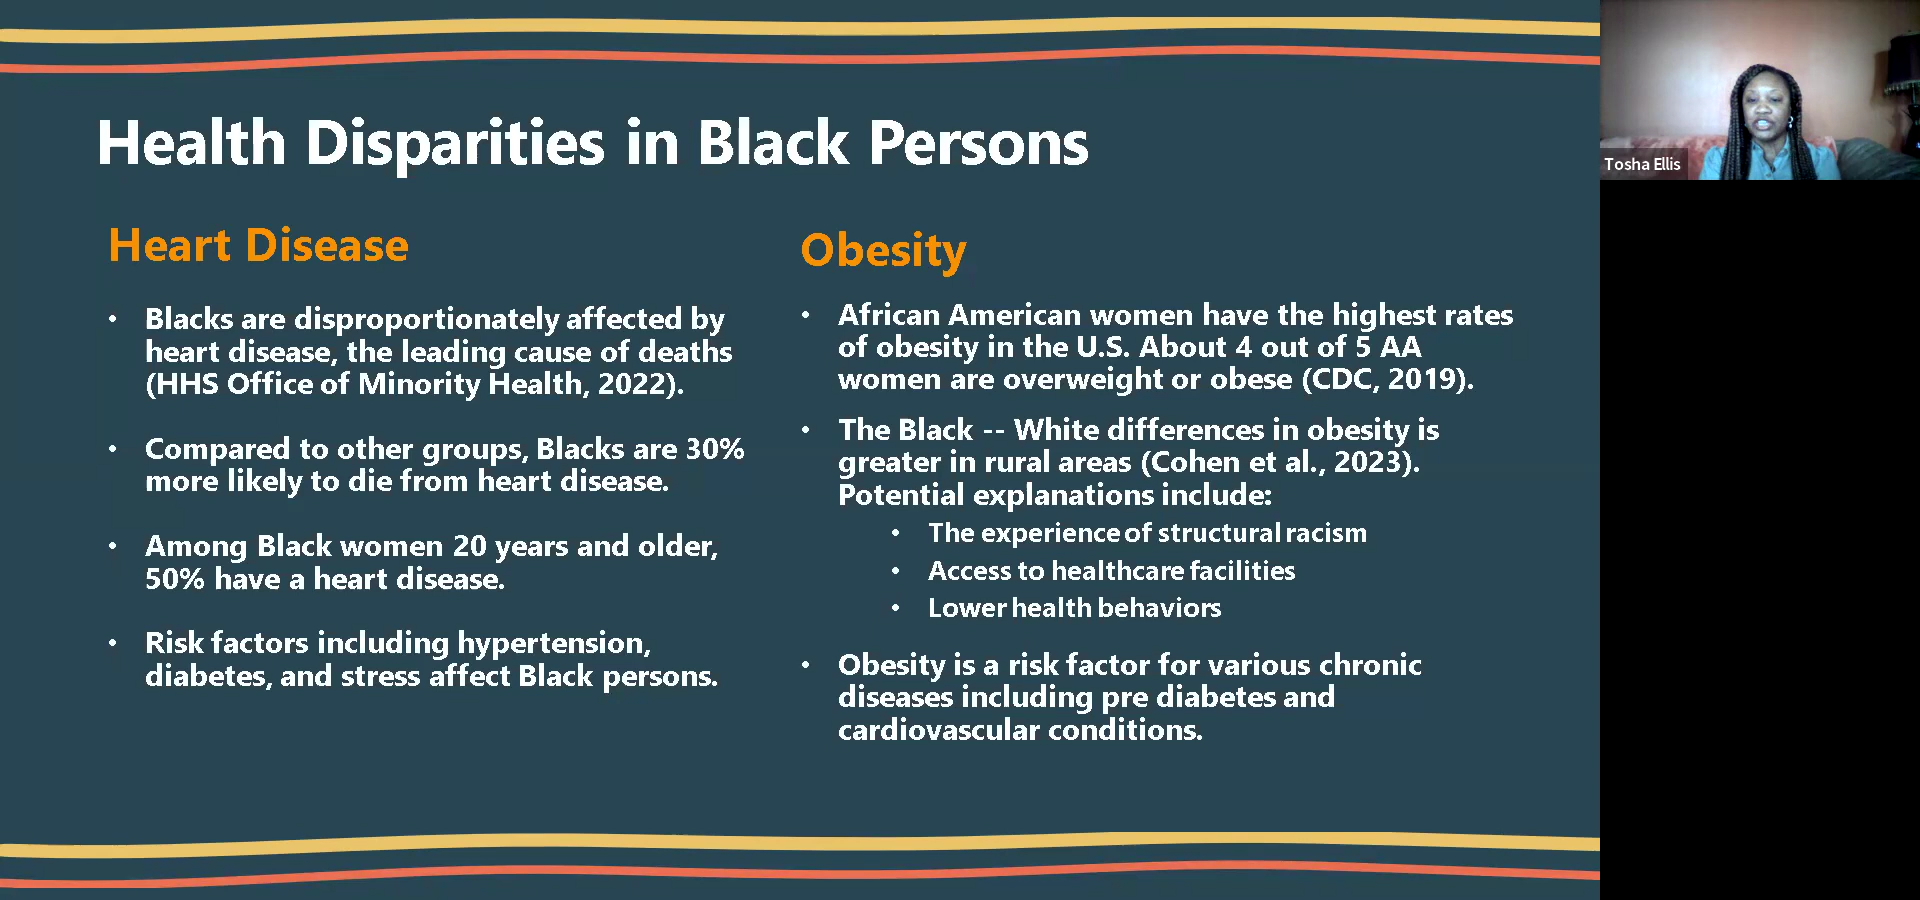 Health Disparities in Black Persons
Heart Disease
• Blacks are disproportionately affected by
heart disease, the leading cause of deaths
(HHS Office of Minority Health, 2022).
• Compared to other groups, Blacks are 30%
more likely to die from heart disease.
• Among Black women 20 years and older,
50% have a heart disease.
• Risk factors including hypertension,
diabetes, and stress affect Black persons.
Obesity
• African American women have the highest rates
of obesity in the U.S. About 4 out of 5 AA
women are overweight or obese (CDC, 2019).
• The Black -- White differences in obesity is
greater in rural areas (Cohen et al., 2023).
Potential explanations include:
• The experience of structural racism
• Access to healthcare facilities
• Lower health behaviors
• Obesity is a risk factor for various chronic
diseases including pre diabetes and
cardiovascular conditions.
Tosha Ellis